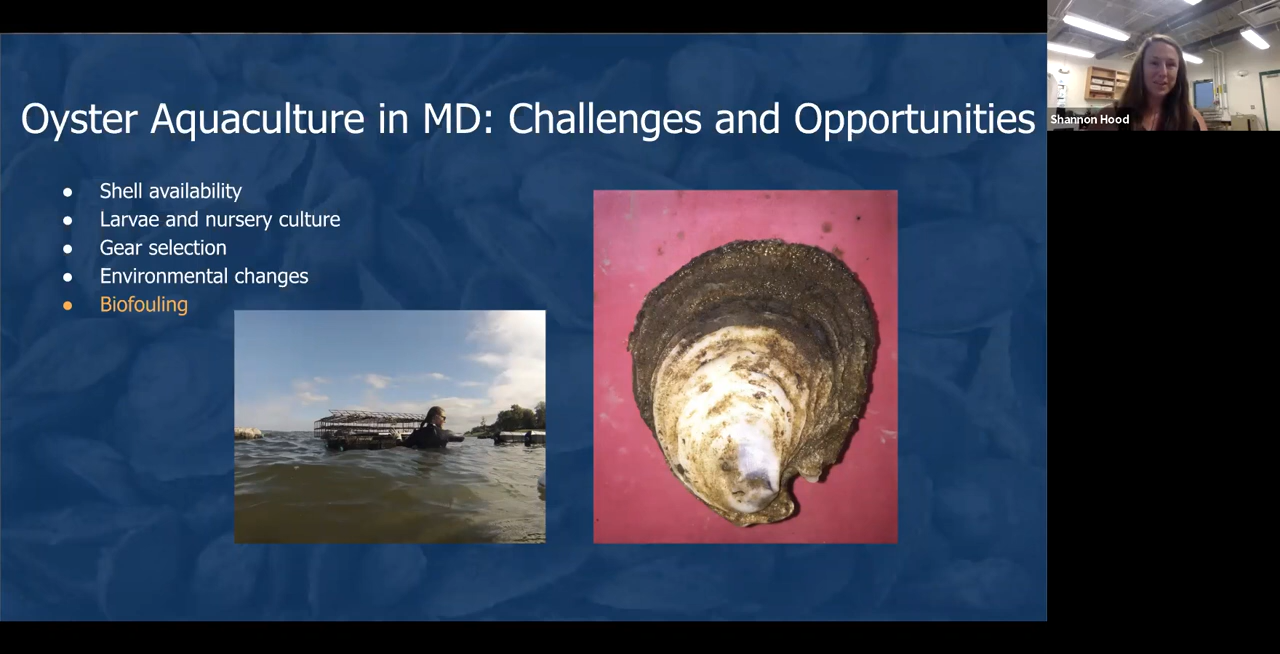 Oyster Aquaculture in MD: Challenges and Opportunities
● Shell availability
● Larvae and nursery culture
● Gear selection
● Environmental changes
● Biofouling
Shannon Hood